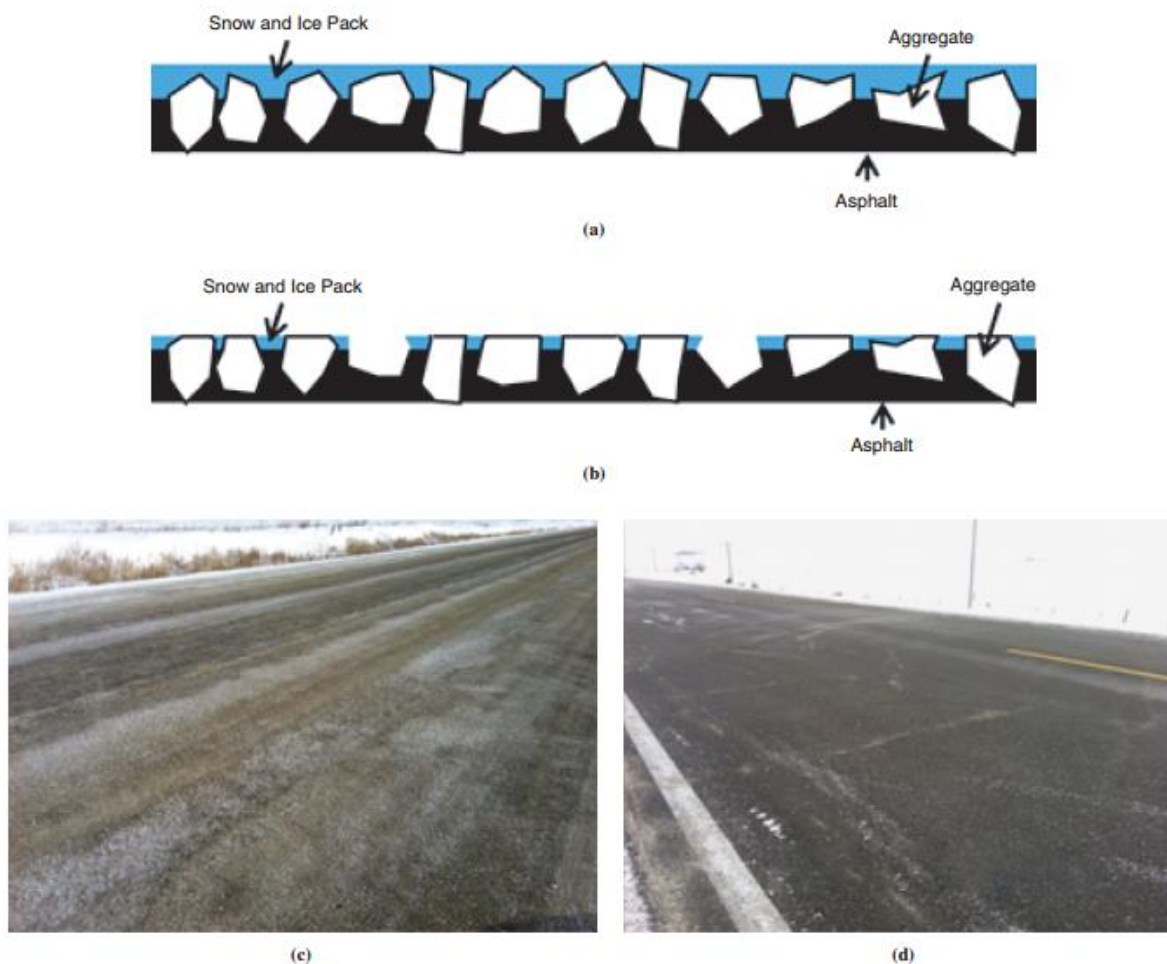 Snow and Ice Pack
Aggregate
Asphalt
(a)
Snow and Ice Pack
Aggregate
Asphalt
(b)
(c)
(d)